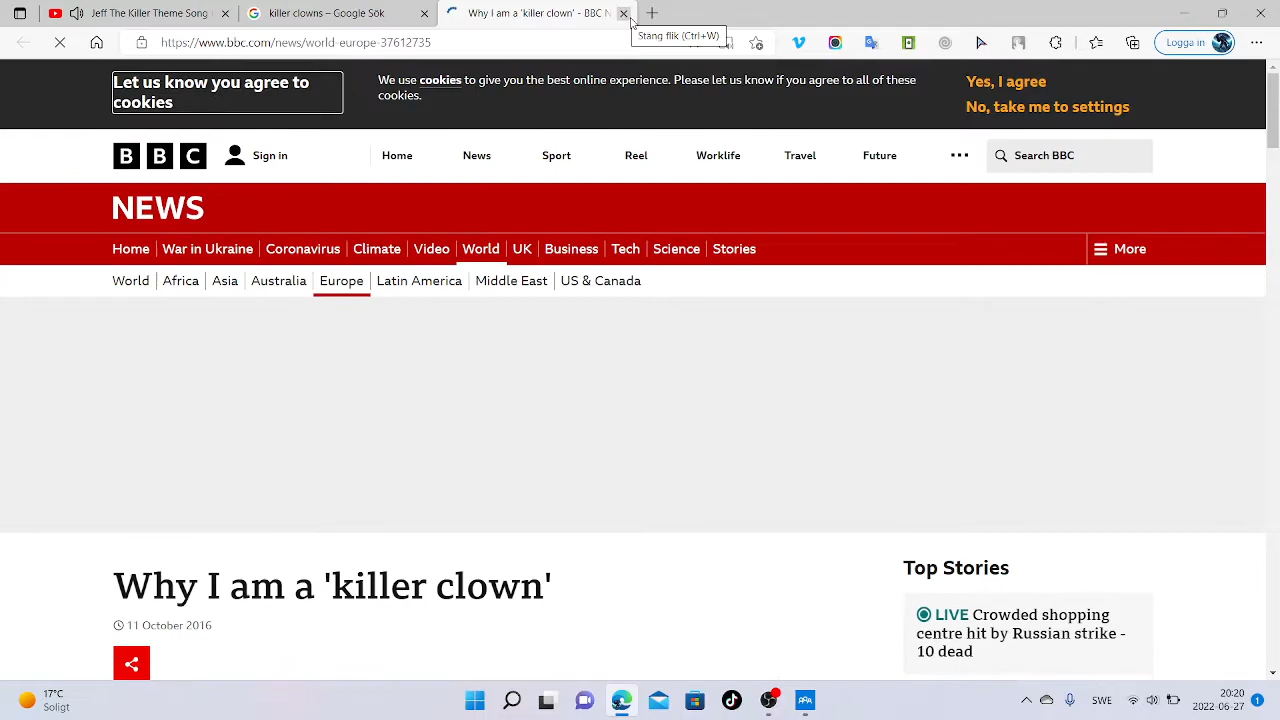 Jeff The Killer Theme Song
killer clowns – Google Sök
Why I am a 'killer clown' - BBC N
Stäng flik (Ctrl+W)
https://www.bbc.com/news/world-europe-37612735
Logga in
Let us know you agree to
cookies
We use cookies to give you the best online experience. Please let us know if you agree to all of these
cookies.
Yes, I agree
No, take me to settings
BBC
Sign in
Home
News
Sport
Reel
Worklife
Travel
Future
Search BBC
NEWS
Home
War in Ukraine
Coronavirus
Climate
Video
World
UK
Business
Tech
Science
Stories
More
World
Africa
Asia
Australia
Europe
Latin America
Middle East
US & Canada
Why I am a 'killer clown'
11 October 2016
Top Stories
LIVE Crowded shopping
centre hit by Russian strike -
10 dead
17°C
Soligt
SWE
20:20
2022-06-27
1